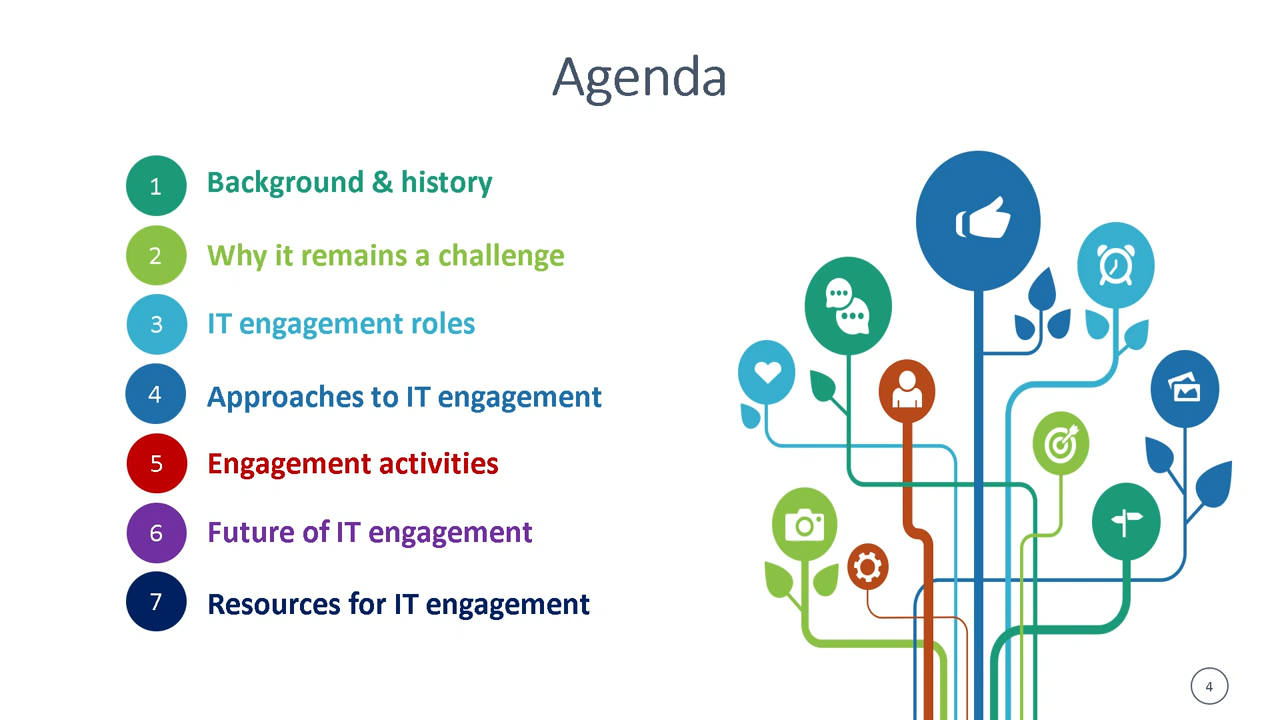 Agenda
1 Background & history
2 Why it remains a challenge
3 IT engagement roles
4 Approaches to IT engagement
5 Engagement activities
6 Future of IT engagement
7 Resources for IT engagement
4